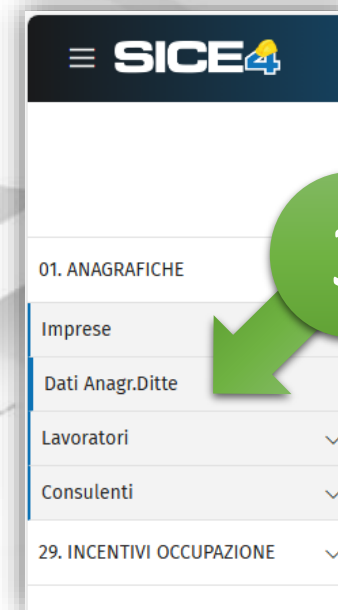 SICE4
01. ANAGRAFICHE
Imprese
Dati Anagr.Ditte
Lavoratori
Consulenti
29. INCENTIVI OCCUPAZIONE